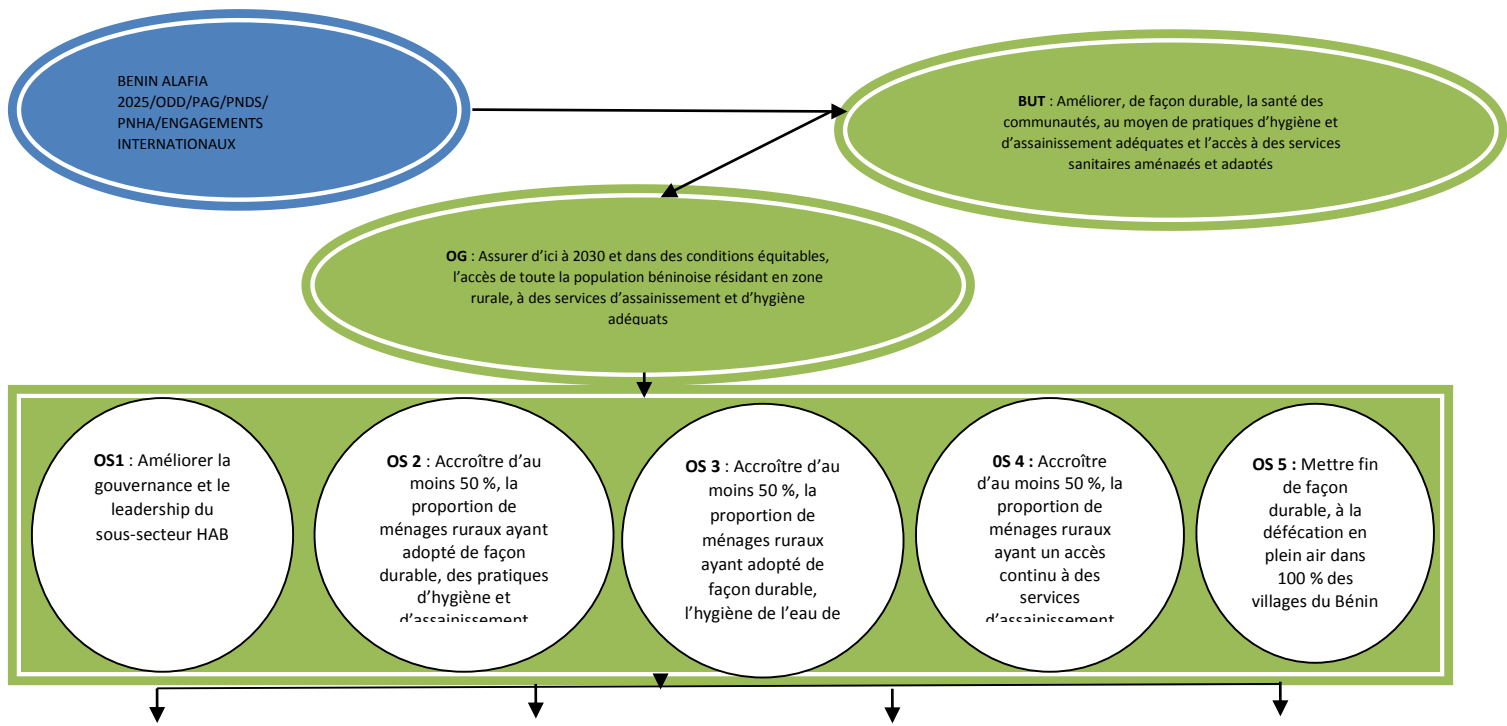 BENIN ALAFIA
2025/ODD/PAG/PNDS/
PNHA/ENGAGEMENTS
INTERNATIONAUX
BUT : Améliorer, de façon durable, la santé des
communautés, au moyen de pratiques d'hygiène et
d'assainissement adéquates et l'accès à des services
sanitaires aménagés et adaptés
OG : Assurer d'ici à 2030 et dans des conditions équitables,
l'accès de toute la population béninoise résidant en zone
rurale, à des services d'assainissement et d'hygiène
adéquats
OS1 : Améliorer la
gouvernance et le
leadership du
sous-secteur HAB
OS 2 : Accroître d'au
moins 50 %, la
proportion de
ménages ruraux ayant
adopté de façon
durable, des pratiques
d'hygiène et
d'assainissement
OS 3 : Accroître d'au
moins 50 %, la
proportion de
ménages ruraux
ayant adopté de
façon durable,
l'hygiène de l'eau de
0S 4 : Accroître
d'au moins 50 %, la
proportion de
ménages ruraux
ayant un accès
continu à des
services
d'assainissement
OS 5 : Mettre fin
de façon
durable, à la
défécation en
plein air dans
100 % des
villages du Bénin